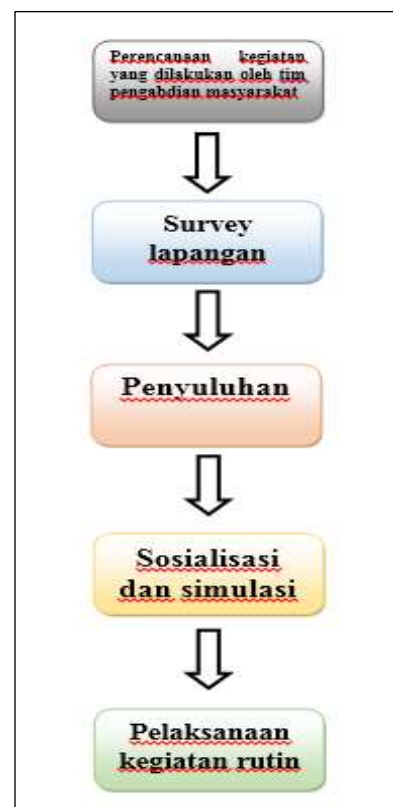 Perencanaan kegiatan
yang dilakukan oleh tim
pengabdian masyarakat
Survey
lapangan
Penyuluhan
Sosialisasi
dan simulasi
Pelaksanaan
kegiatan rutin